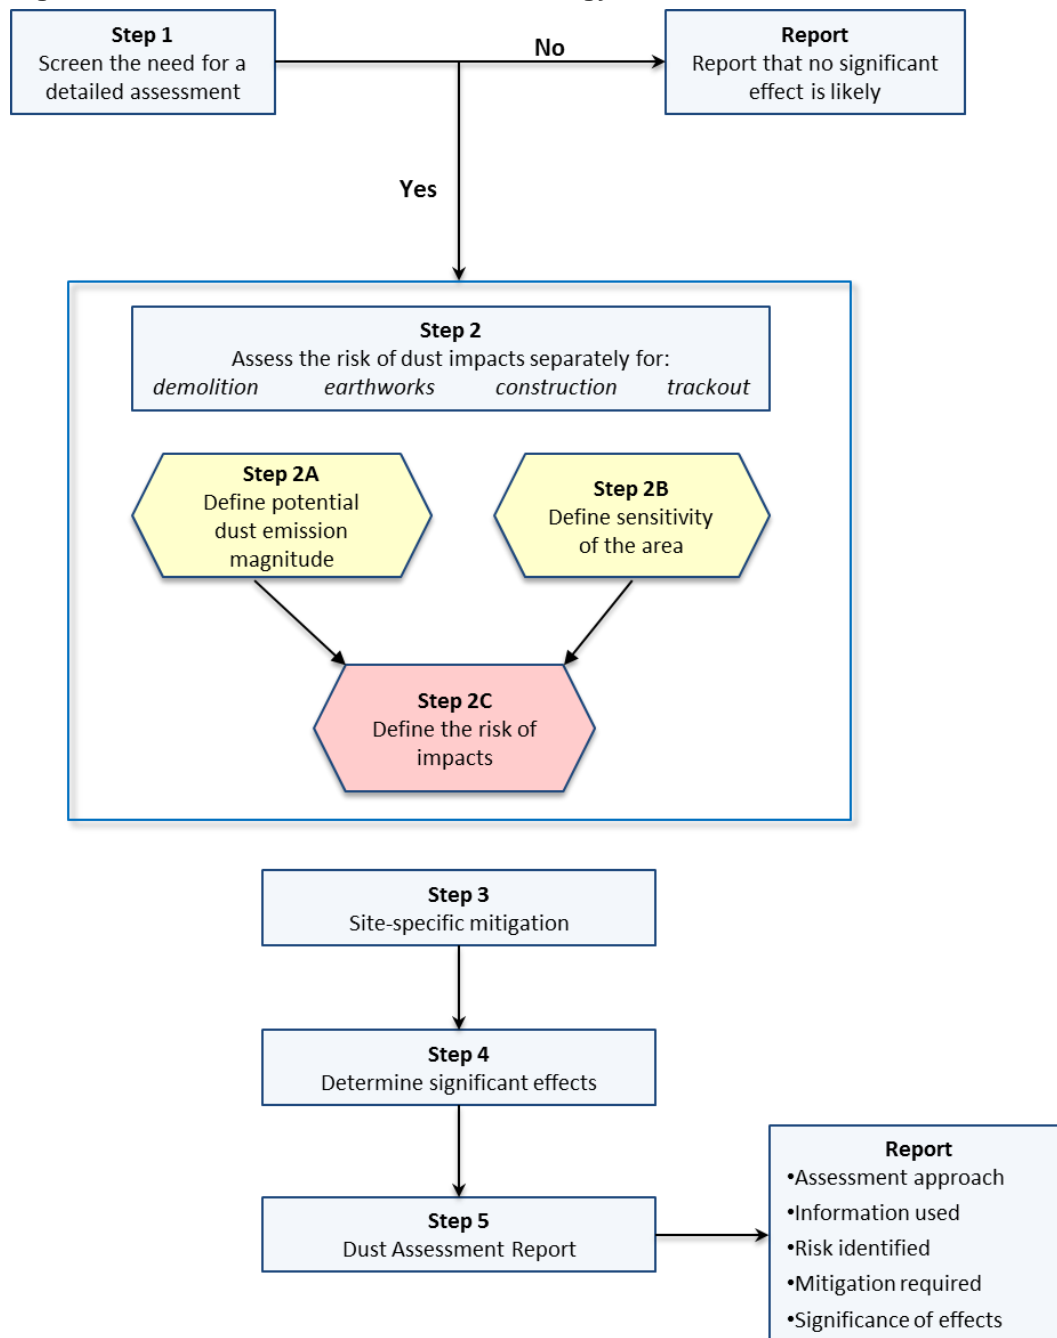 Step 1
Screen the need for a
detailed assessment
No
Report
Report that no significant
effect is likely
Yes
Step 2
Assess the risk of dust impacts separately for:
demolition earthworks construction trackout
Step 2A
Define potential
dust emission
magnitude
Step 2B
Define sensitivity
of the area
Step 2C
Define the risk of
impacts
Step 3
Site-specific mitigation
Step 4
Determine significant effects
Step 5
Dust Assessment Report
Report
•Assessment approach
•Information used
•Risk identified
•Mitigation required
•Significance of effects